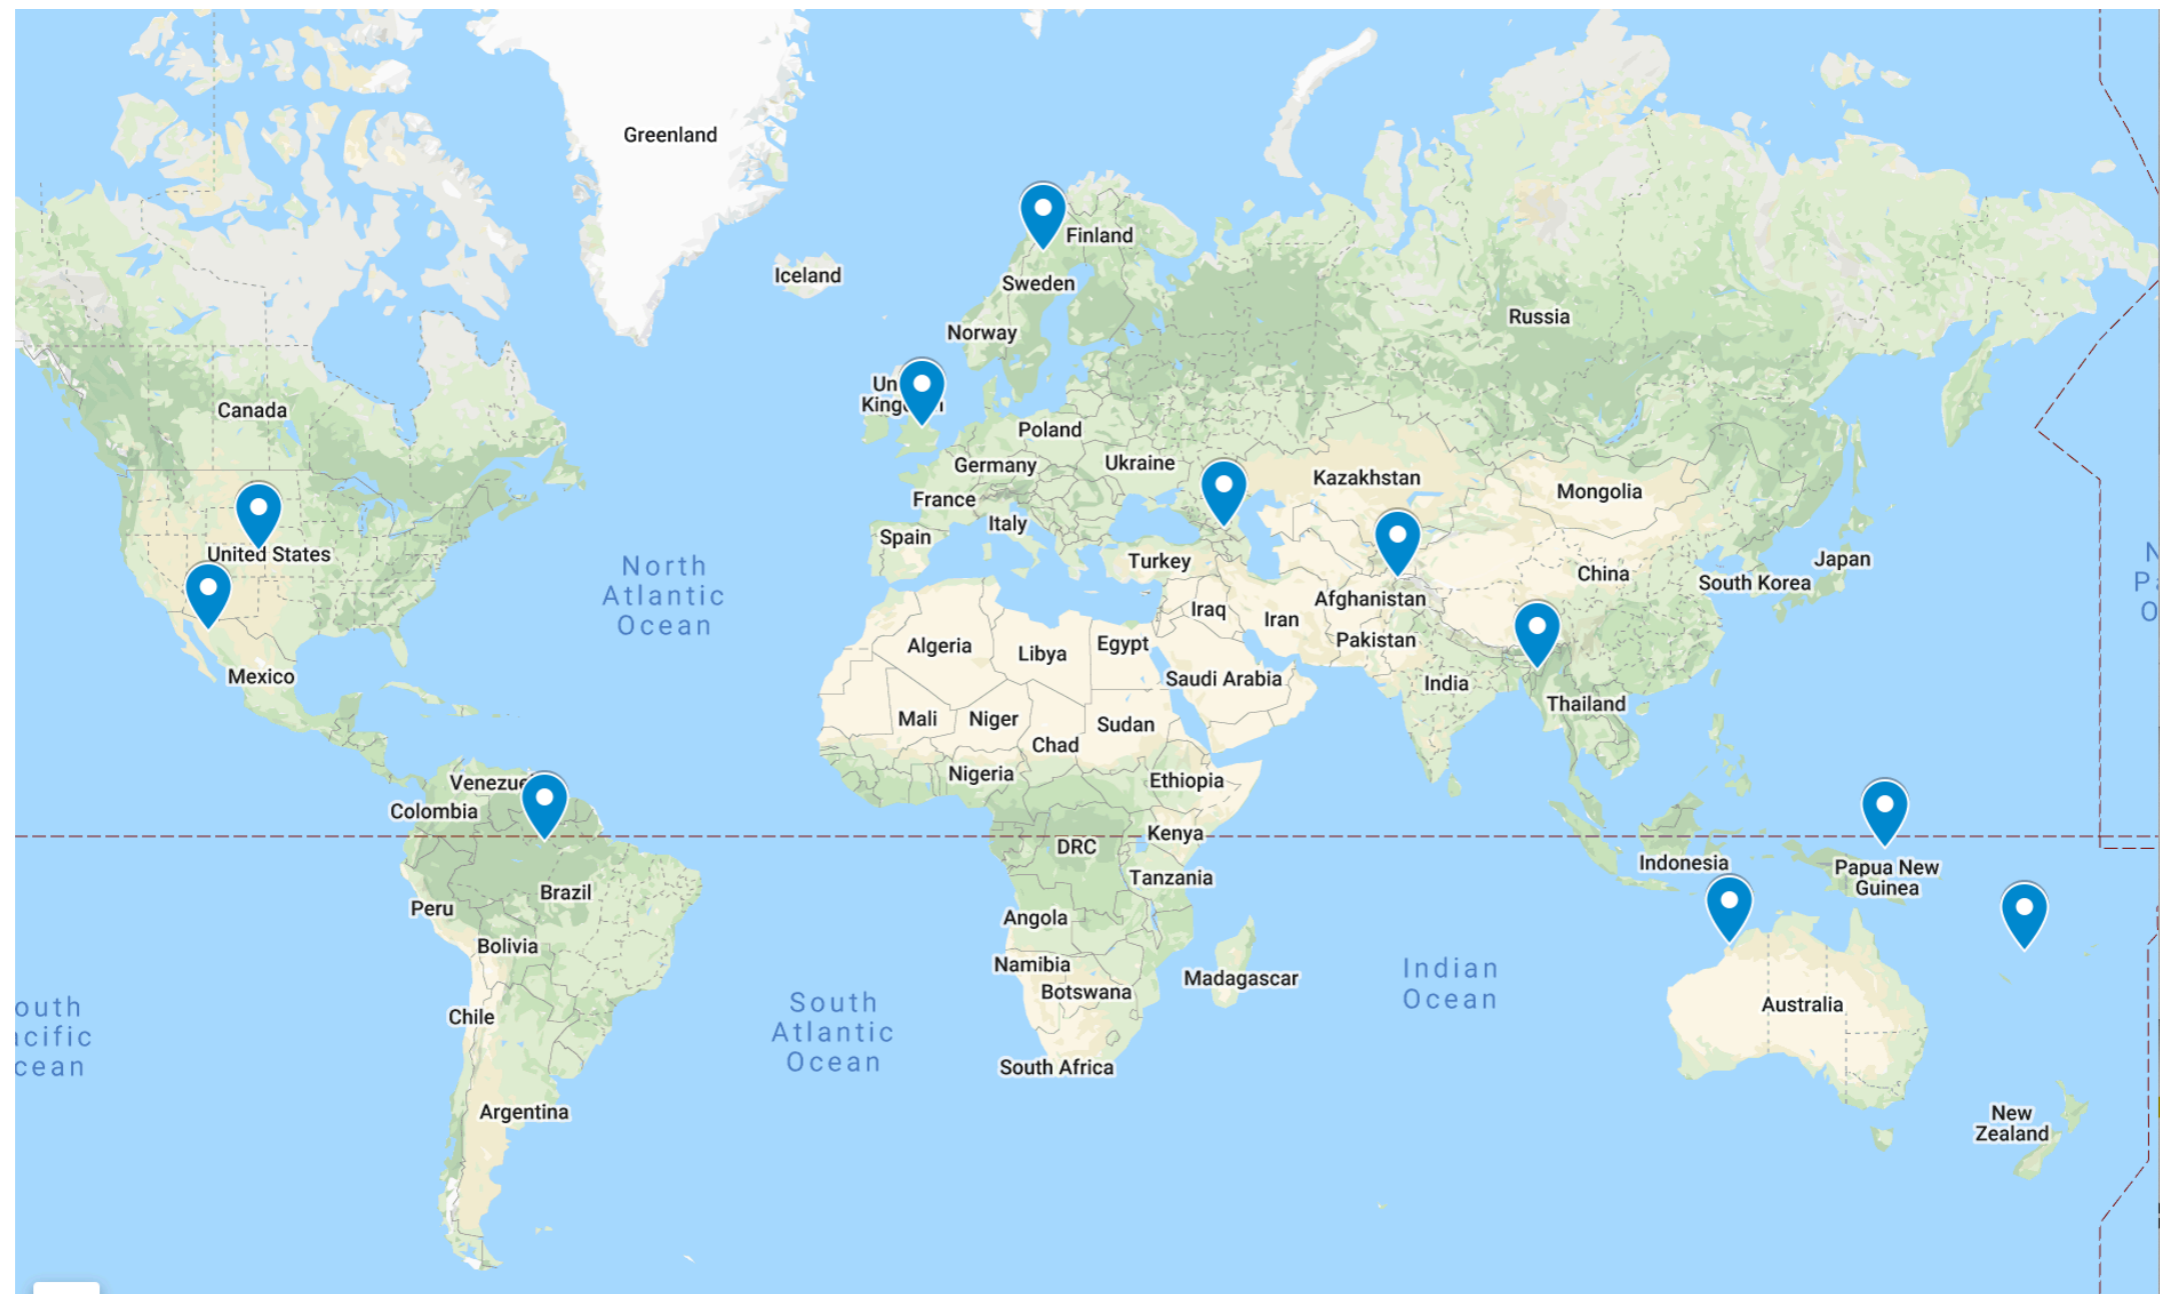 Greenland
Iceland
Finland
Sweden
Norway
Russia
Un
King
Canada
Poland
Germany
Ukraine
Kazakhstan
Mongolia
France
Italy
Spain
Turkey
United States
North
Atlantic
Ocean
China
Japan
South Korea
Afghanistan
Iraq
Iran
Pakistan
Algeria
Libya
Egypt
Mexico
Saudi Arabia
India
Thailand
Mali
Niger
Sudan
Chad
Nigeria
Ethiopia
Venezue
Colombia
Kenya
DRC
Tanzania
Indonesia
Papua New
Guinea
Brazil
Peru
Bolivia
Angola
Namibia
Botswana
Madagascar
Indian
Ocean
Australia
Chile
outh
acific
cean
South
Atlantic
Ocean
South Africa
Argentina
New
Zealand